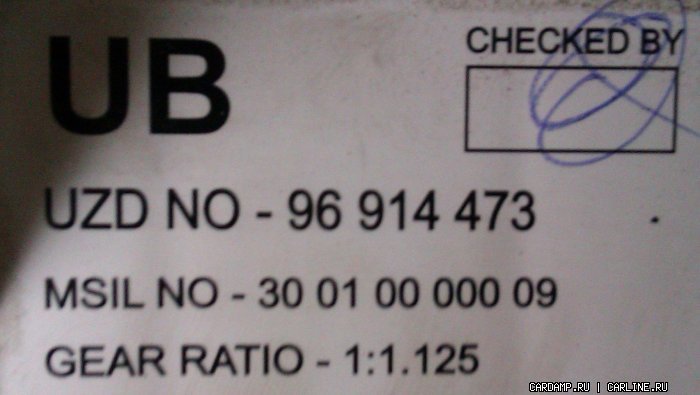 UB
CHECKED BY
UZD NO - 96 914 473
MSIL NO - 30 01 00 000 09
GEAR RATIO - 1:1.125
CARDAMP.RU | CARLINE.RU